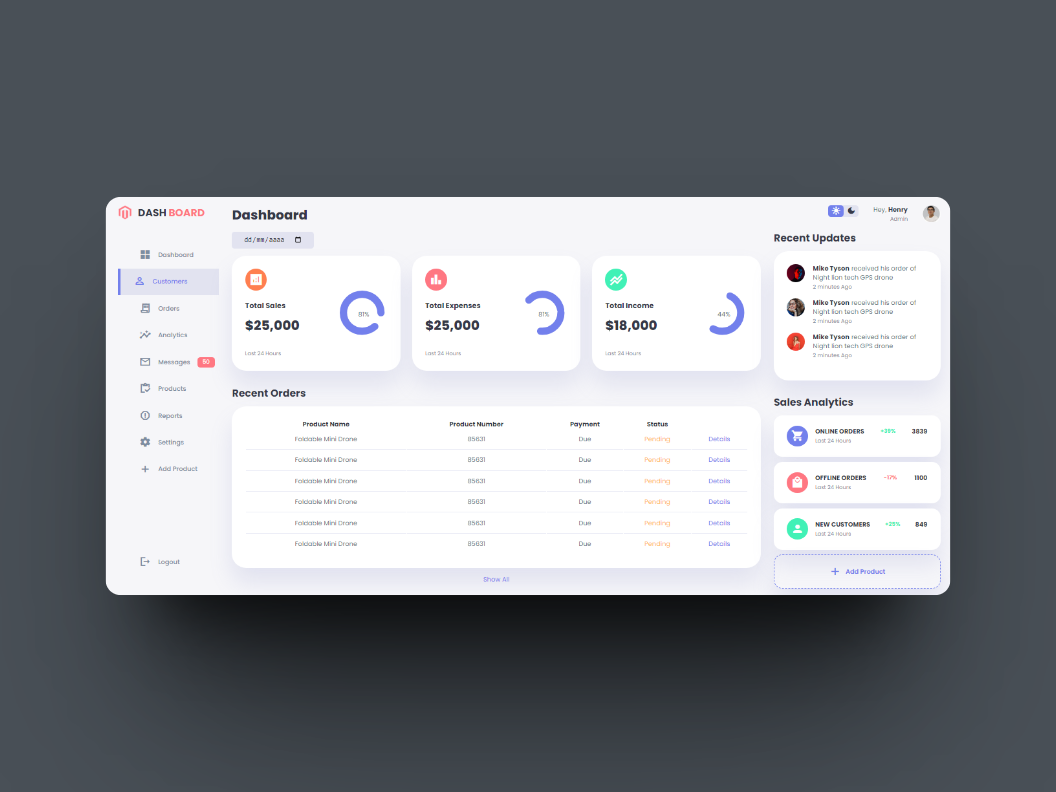 DASH BOARD
Dashboard
Customers
Orders
Analytics
Messages 50
Products
Reports
Settings
Add Product
Logout
Dashboard
dd/mm/aaaa
Total Sales
$25,000
81%
Last 24 Hours
Total Expenses
$25,000
81%
Last 24 Hours
Total Income
$18,000
44%
Last 24 Hours
Recent Orders
Product Name Product Number Payment Status
Foldable Mini Drone 85631 Due Pending Details
Foldable Mini Drone 85631 Due Pending Details
Foldable Mini Drone 85631 Due Pending Details
Foldable Mini Drone 85631 Due Pending Details
Foldable Mini Drone 85631 Due Pending Details
Foldable Mini Drone 85631 Due Pending Details
Show All
Hey, Henry
Admin
Recent Updates
Mike Tyson received his order of
Night lion tech GPS drone
2 minutes Ago
Mike Tyson received his order of
Night lion tech GPS drone
2 minutes Ago
Mike Tyson received his order of
Night lion tech GPS drone
2 minutes Ago
Sales Analytics
ONLINE ORDERS +39% 3839
Last 24 Hours
OFFLINE ORDERS -17% 1100
Last 24 Hours
NEW CUSTOMERS +25% 849
Last 24 Hours
Add Product